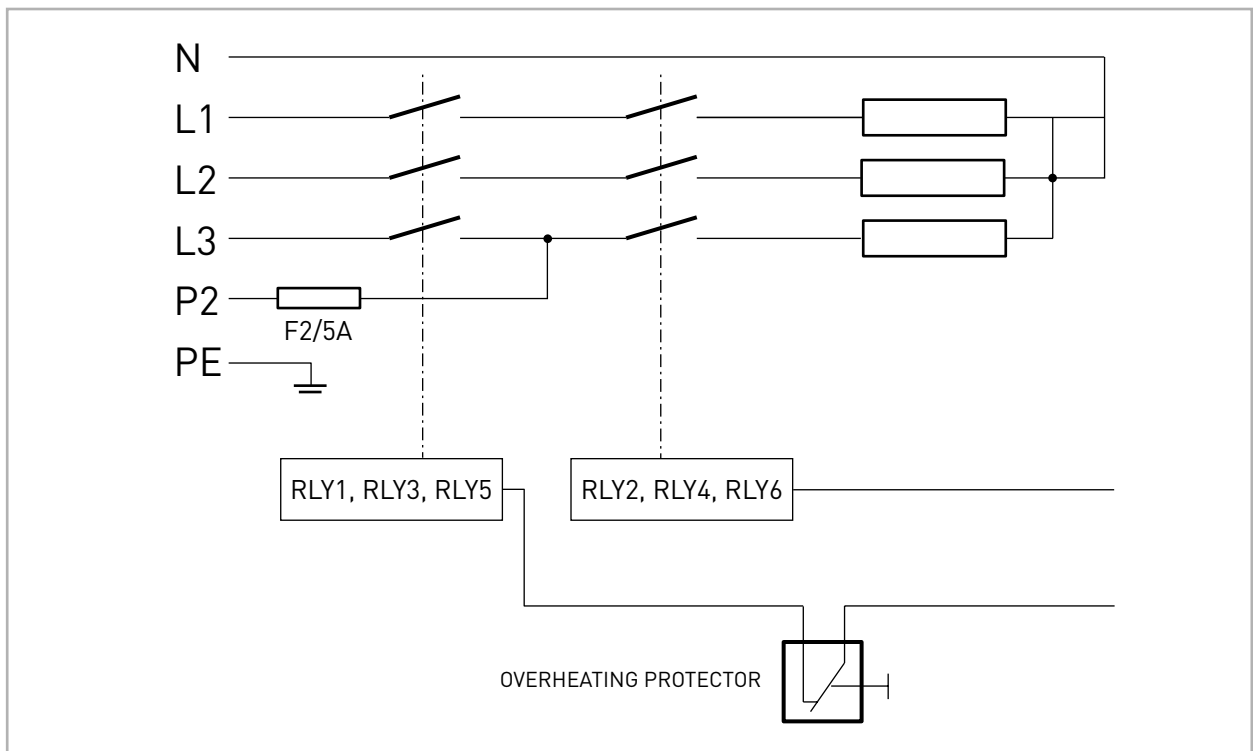 N
L1
L2
L3
P2
F2/5A
PE
RLY1, RLY3, RLY5
RLY2, RLY4, RLY6
OVERHEATING PROTECTOR